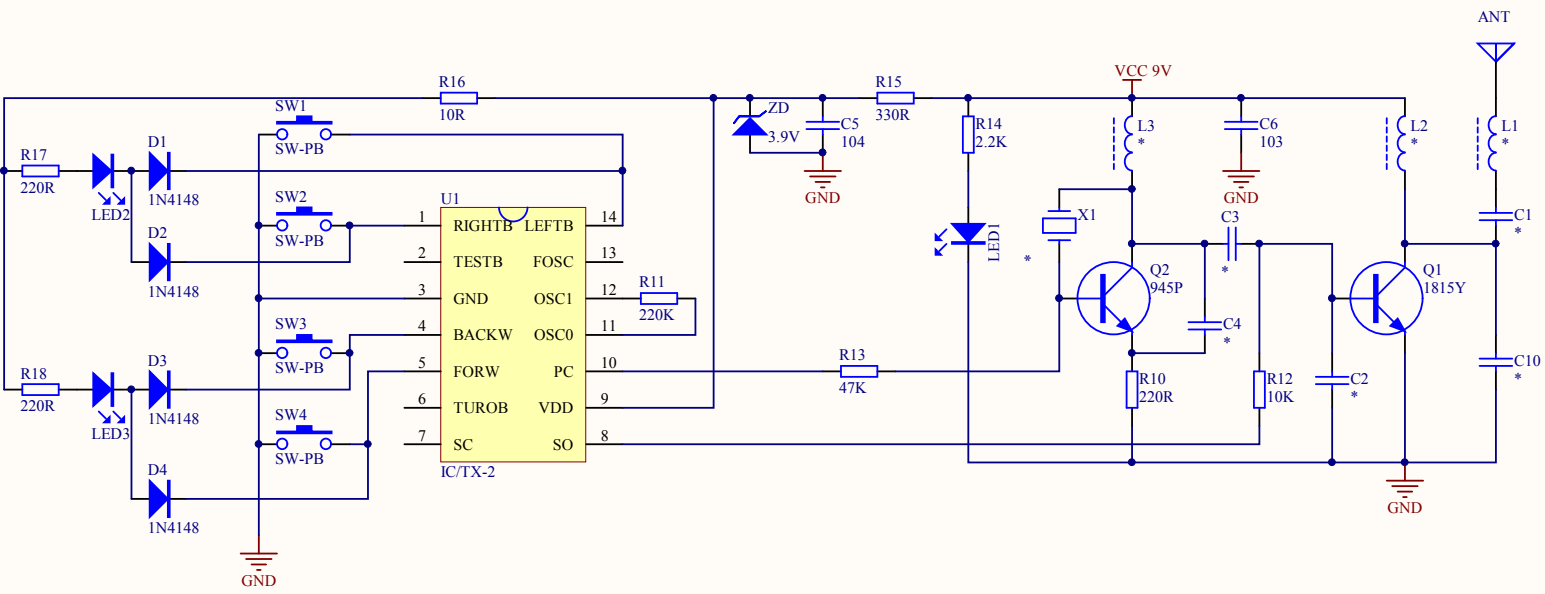 ANT
VCC 9V
R16
10R
R15
330R
SW1
SW-PB
ZD
3.9V
C5
104
GND
R14
2.2K
L3
*
C6
103
GND
L2
*
L1
*
R17
220R
LED2
D1
1N4148
SW2
SW-PB
D2
1N4148
U1
1
RIGHTB
LEFTB
14
2
TESTB
FOSC
13
3
GND
OSC1
12
4
BACKW
OSC0
11
5
FORW
PC
10
6
TUROB
VDD
9
7
SC
SO
8
IC/TX-2
R11
220K
X1
*
LED1
C3
*
C1
*
Q2
945P
Q1
1815Y
C4
*
SW3
SW-PB
R18
220R
LED3
D3
1N4148
R13
47K
R10
220R
R12
10K
C2
*
C10
*
SW4
SW-PB
D4
1N4148
GND
GND